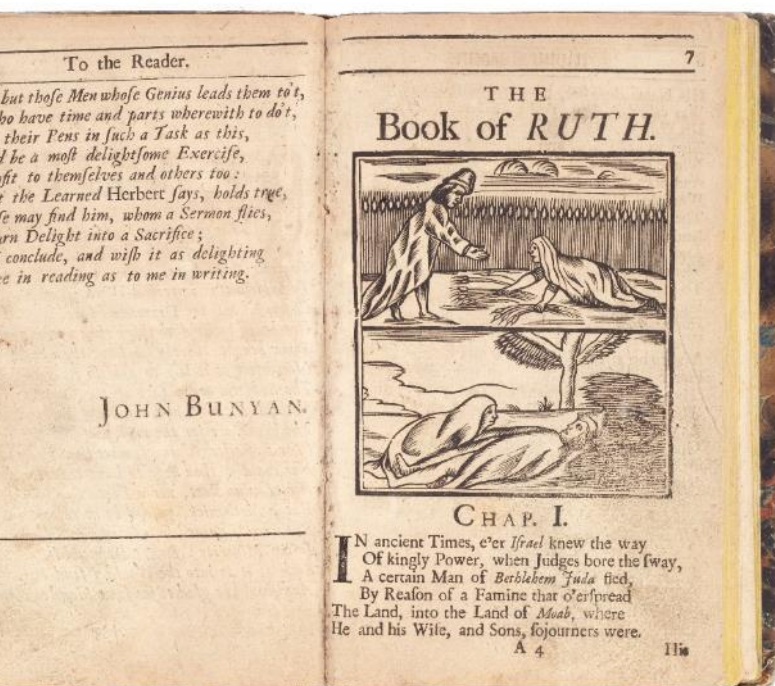 To the Reader.
but thoſe Men whoſe Genius leads them to't,
ho have time and parts wherewith to do't,
their Pens in ſuch a Task as this,
d be a moſt delightſome Exerciſe,
fit to themſelves and others too:
t the Learned Herbert ſays, holds true,
ſe may find him, whom a Sermon flies,
urn Delight into a Sacrifice;
conclude, and wiſh it as delighting
ee in reading as to me in writing.
JOHN BUNYAN.
7
THE
Book of RUTH.
CHAP. I.
IN ancient Times, e'er Iſrael knew the way
Of kingly Power, when Judges bore the ſway,
A certain Man of Bethlehem Juda fled,
By Reaſon of a Famine that o'erſpread
The Land, into the Land of Moab, where
He and his Wife, and Sons, ſojourners were.
A 4
His